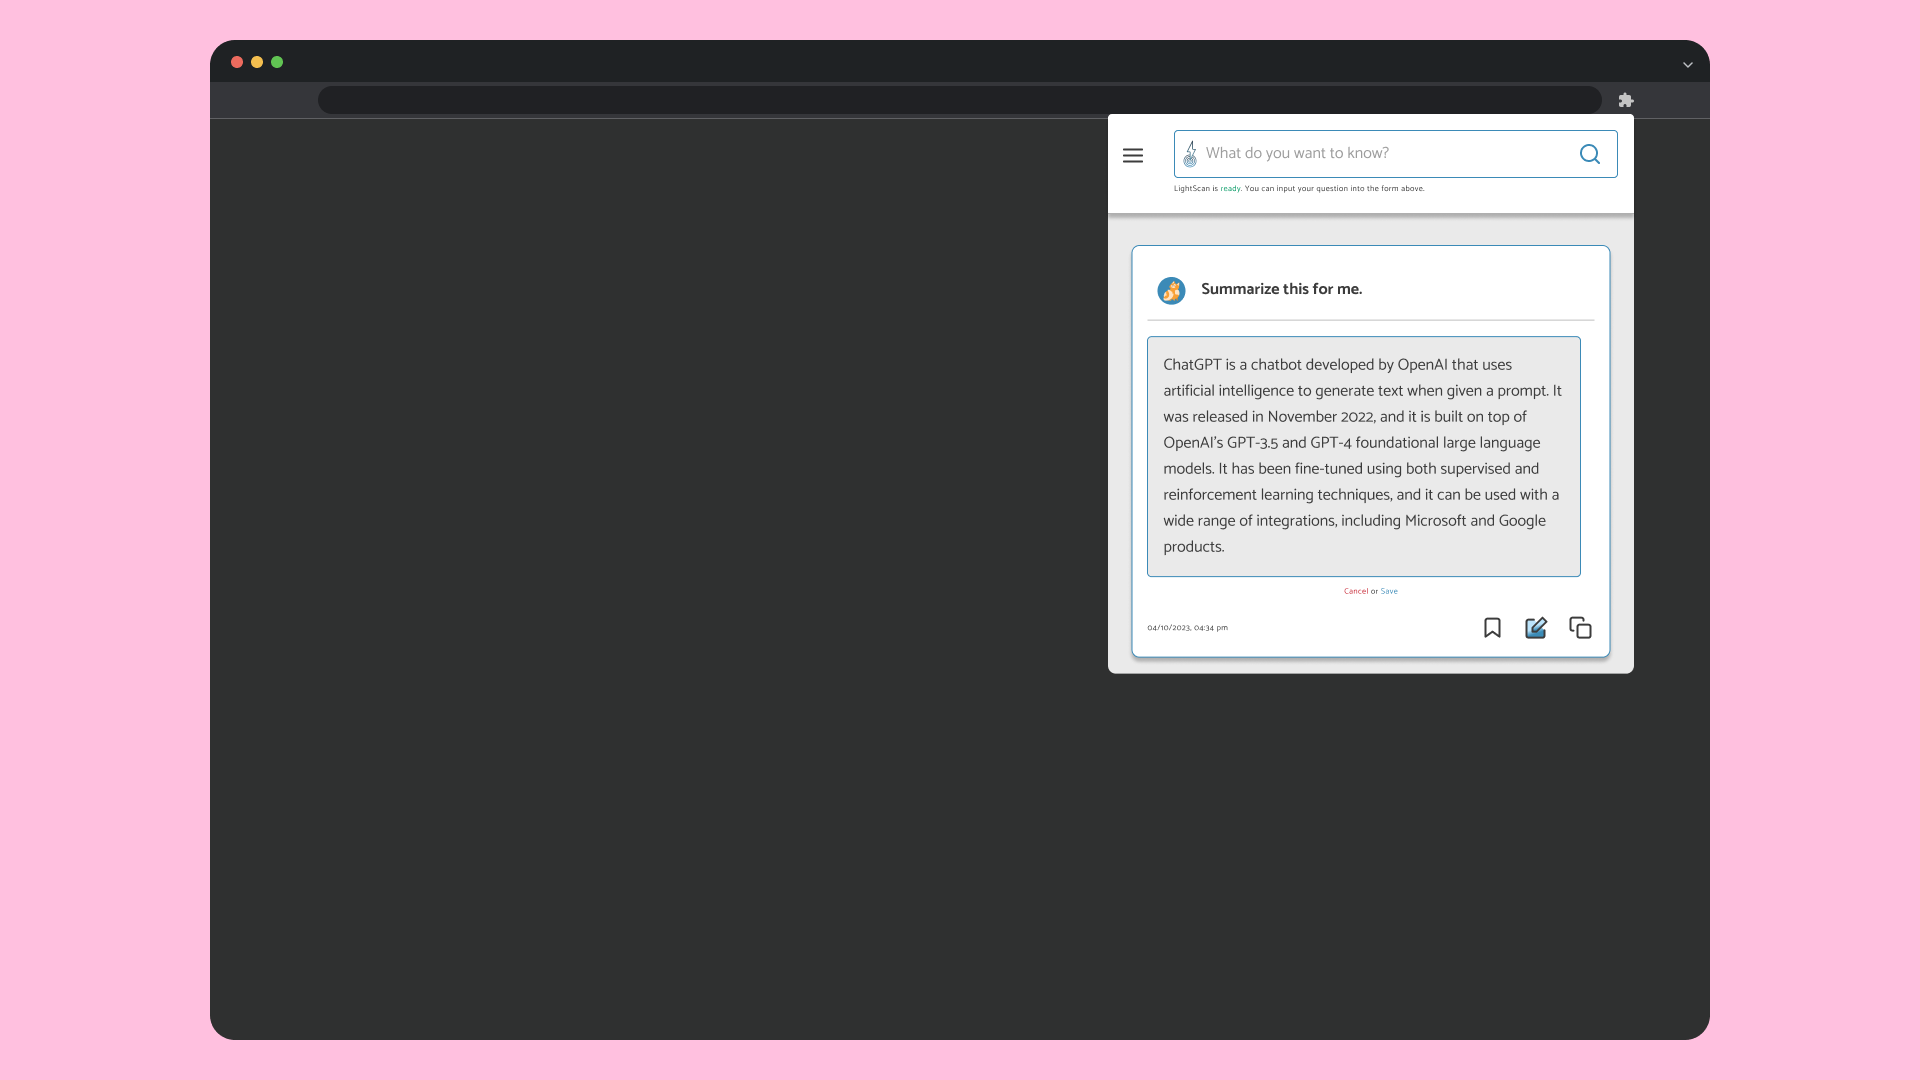 What do you want to know?
LightScan is ready. You can input your question into the form above.
Summarize this for me.
ChatGPT is a chatbot developed by OpenAI that uses
artificial intelligence to generate text when given a prompt. It
was released in November 2022, and it is built on top of
OpenAI's GPT-3.5 and GPT-4 foundational large language
models. It has been fine-tuned using both supervised and
reinforcement learning techniques, and it can be used with a
wide range of integrations, including Microsoft and Google
products.
Cancel or Save
04/10/2023, 04:34 pm